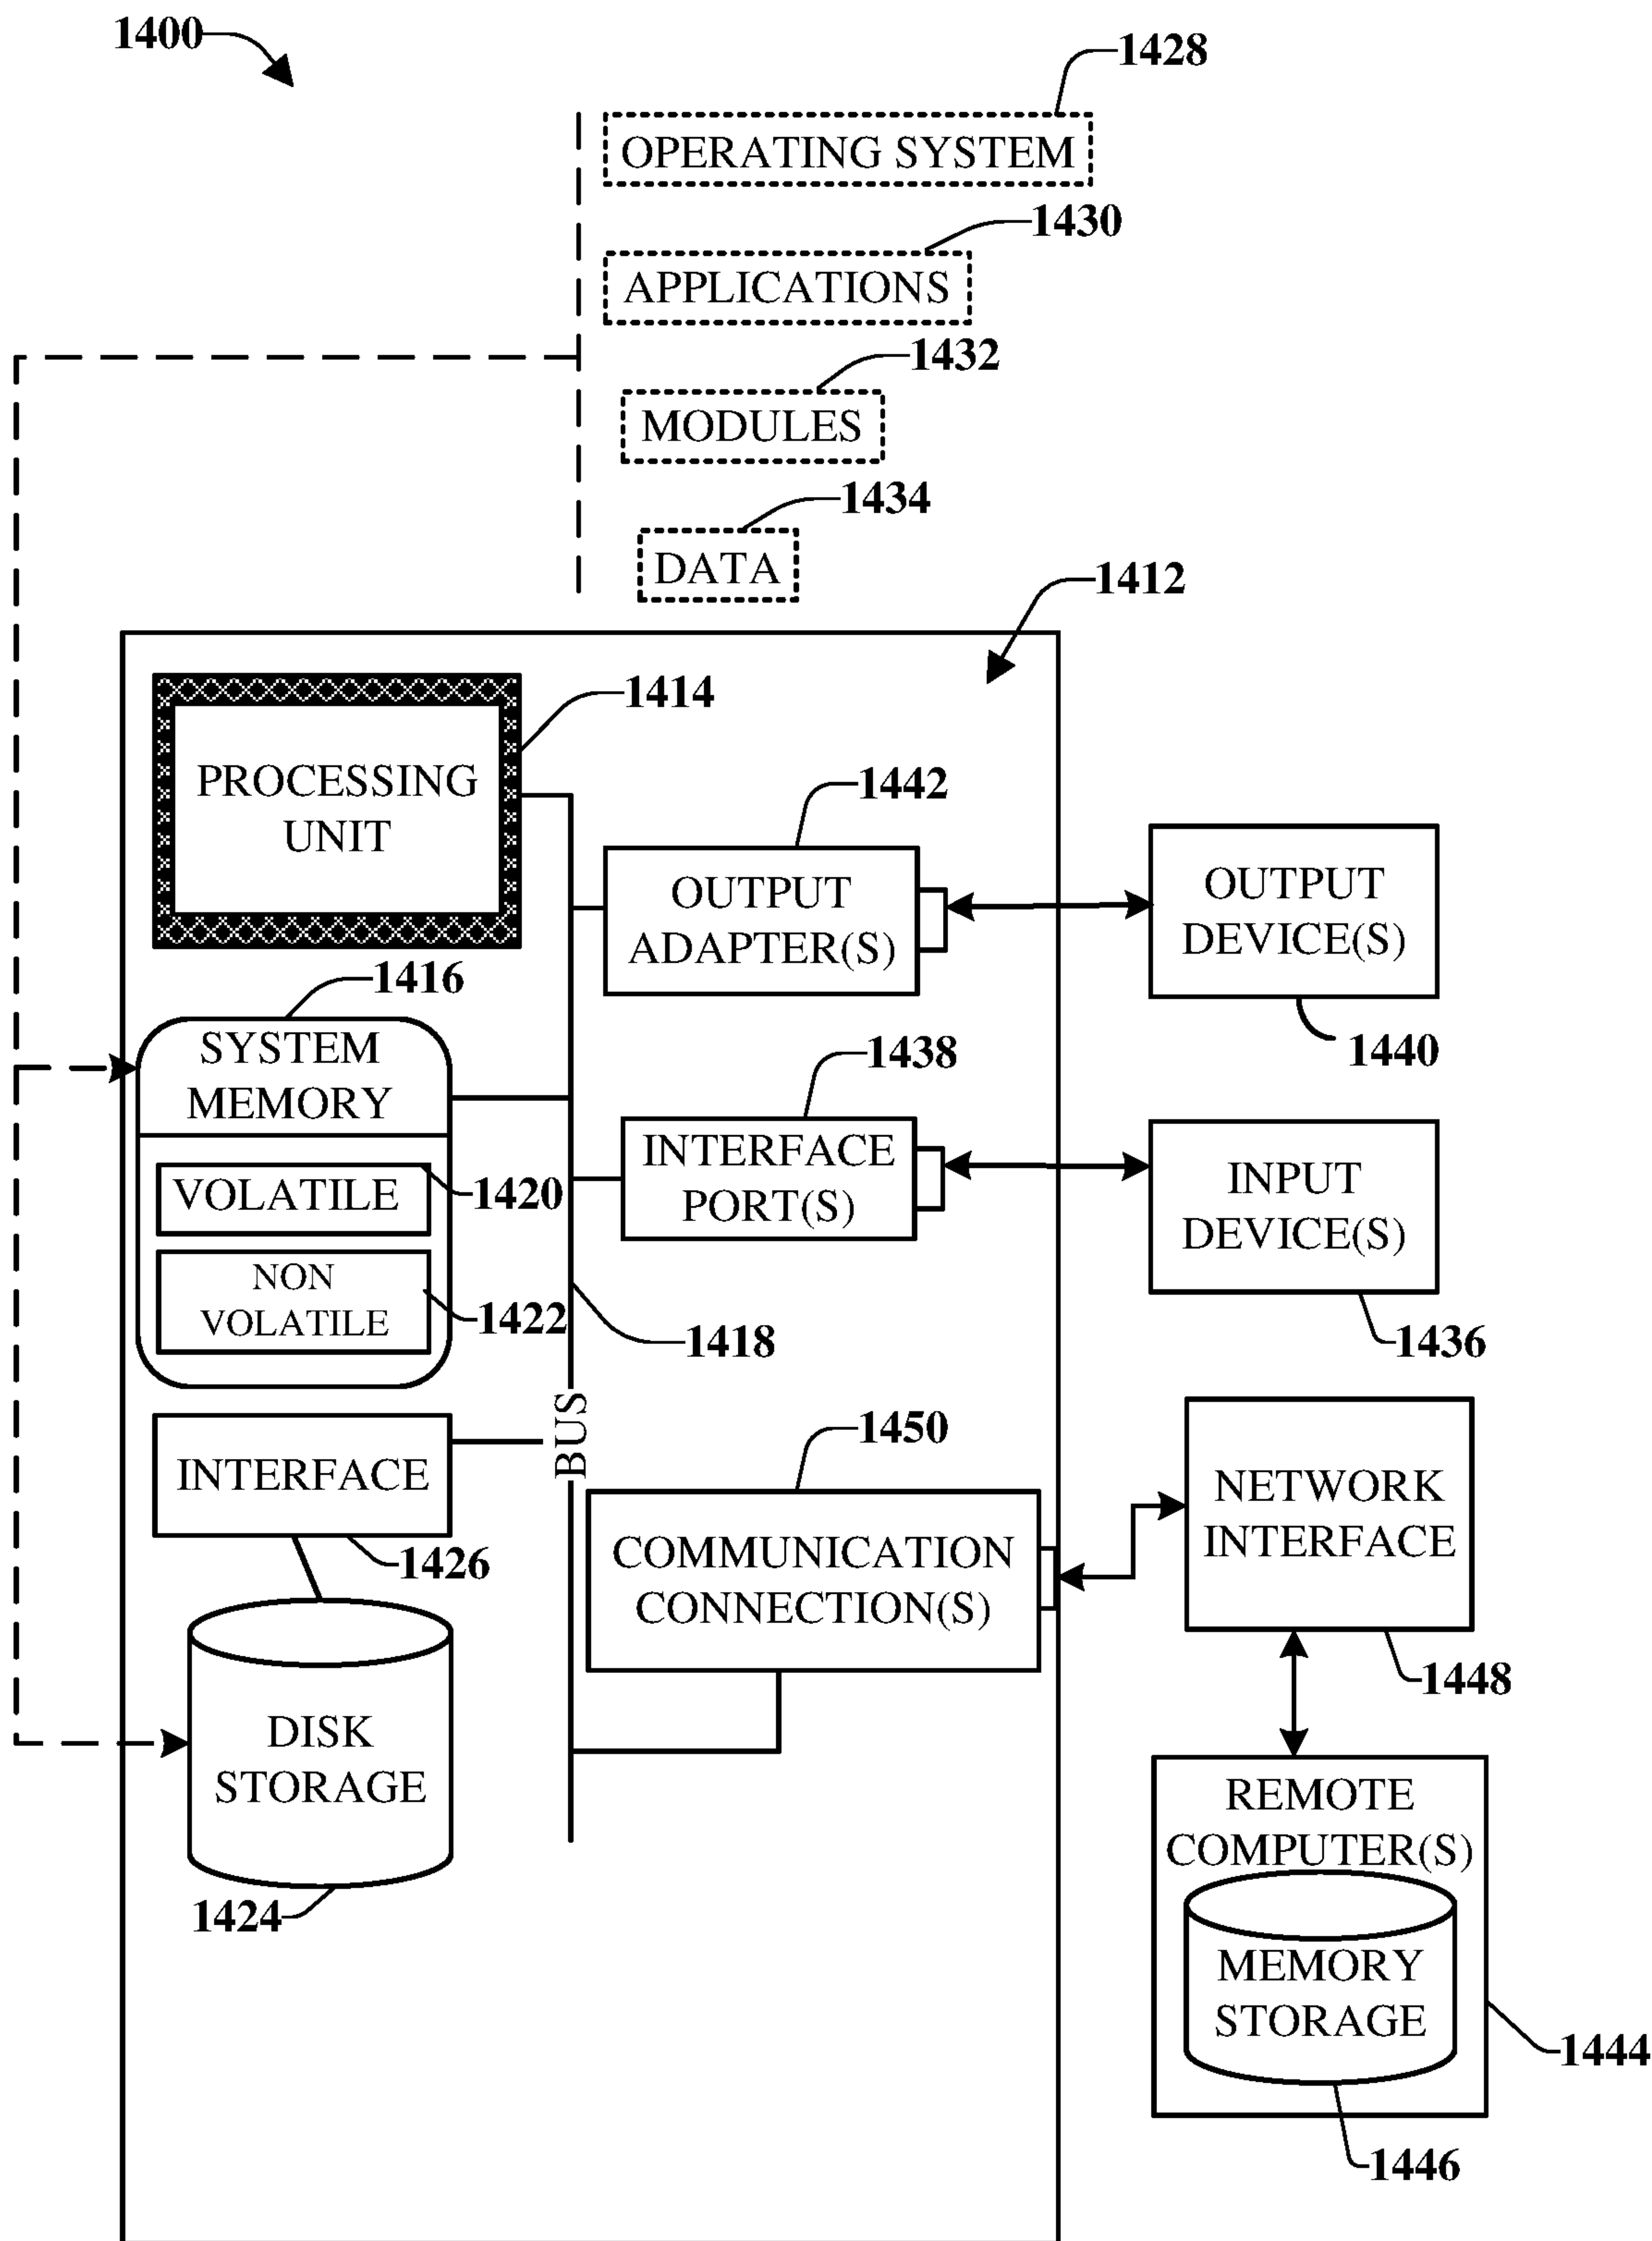 1400
1428
OPERATING SYSTEM
1430
APPLICATIONS
1432
MODULES
1434
DATA
1412
1414
PROCESSING
UNIT
1442
OUTPUT
ADAPTER(S)
OUTPUT
DEVICE(S)
1440
1416
SYSTEM
MEMORY
1438
INTERFACE
PORT(S)
INPUT
DEVICE(S)
1436
VOLATILE
1420
NON
VOLATILE
1422
1418
BUS
INTERFACE
1426
1450
COMMUNICATION
CONNECTION(S)
NETWORK
INTERFACE
1448
DISK
STORAGE
1424
REMOTE
COMPUTER(S)
MEMORY
STORAGE
1444
1446